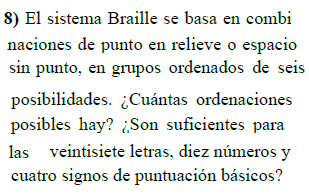 8) El sistema Braille se basa en combi
naciones de punto en relieve o espacio
sin punto, en grupos ordenados de seis
posibilidades. ¿Cuántas ordenaciones
posibles hay? ¿Son suficientes para
las veintisiete letras, diez números y
cuatro signos de puntuación básicos?